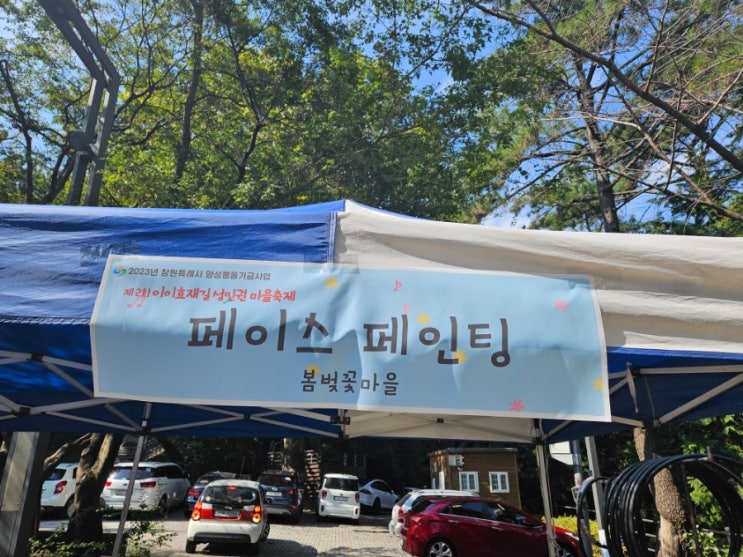 2023년 창원특례시 양성평등기금사업
제2회 이이효재길 성인권 마을축제
페이스 페인팅
봄벚꽃마을